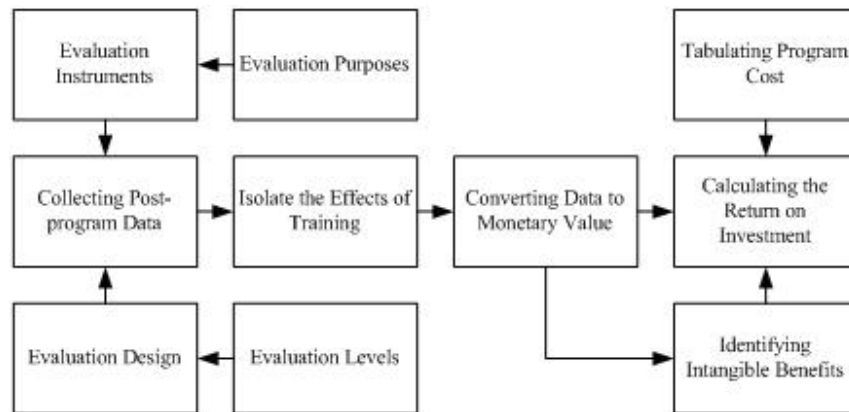 Evaluation
Instruments
Evaluation Purposes
Tabulating Program
Cost
Collecting Post-
program Data
Isolate the Effects of
Training
Converting Data to
Monetary Value
Calculating the
Return on
Investment
Evaluation Design
Evaluation Levels
Identifying
Intangible Benefits